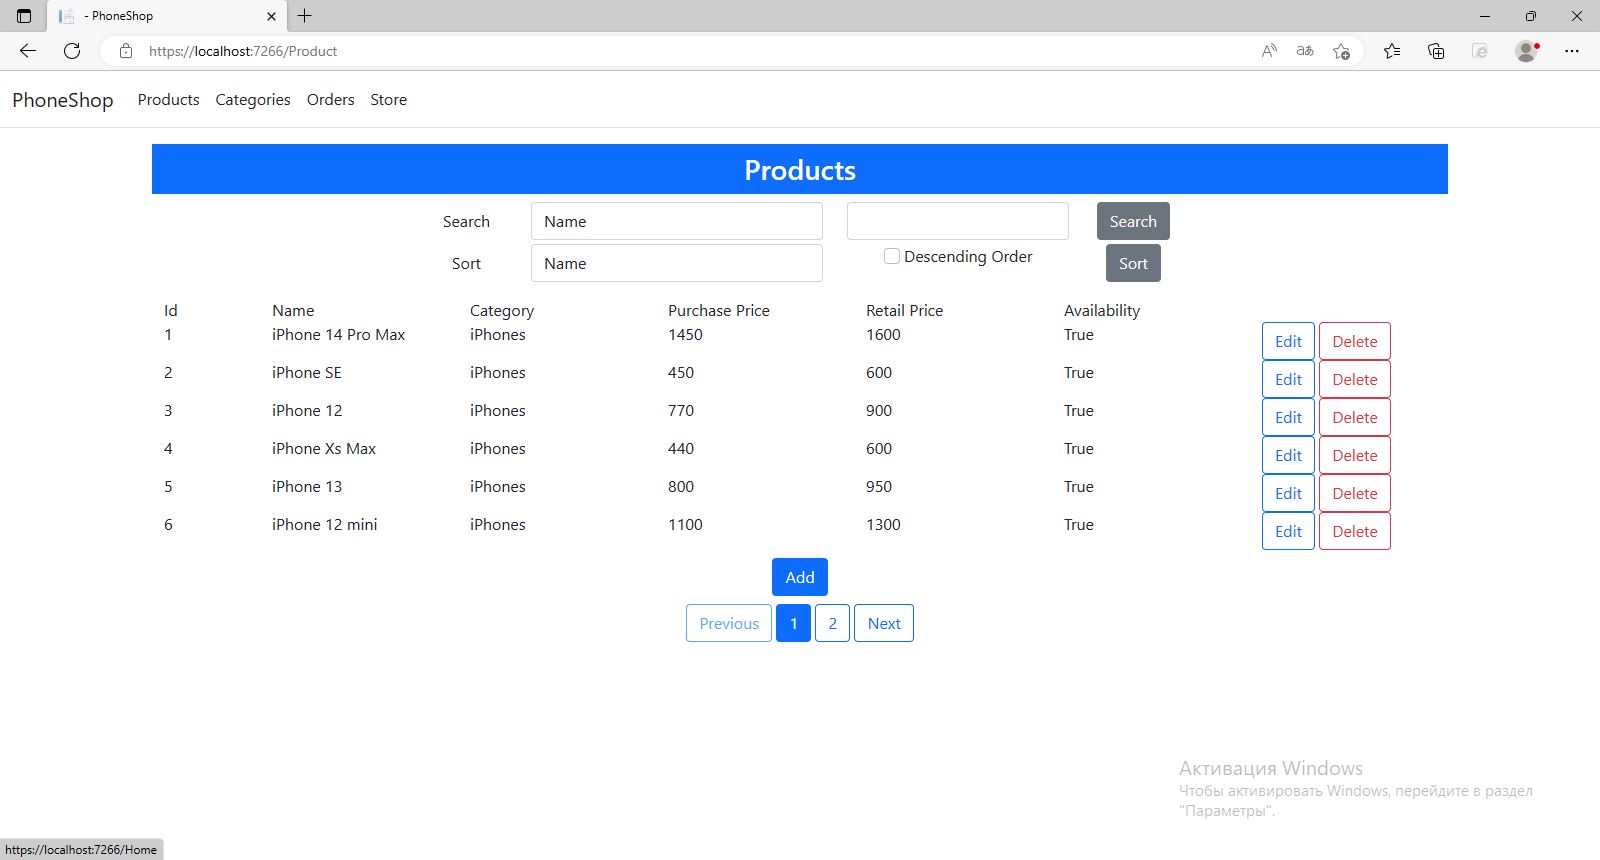 - PhoneShop
https://localhost:7266/Product
PhoneShop Products Categories Orders Store
Products
Search Name Search
Sort Name Descending Order Sort
Id Name Category Purchase Price Retail Price Availability
1 iPhone 14 Pro Max iPhones 1450 1600 True Edit Delete
2 iPhone SE iPhones 450 600 True Edit Delete
3 iPhone 12 iPhones 770 900 True Edit Delete
4 iPhone Xs Max iPhones 440 600 True Edit Delete
5 iPhone 13 iPhones 800 950 True Edit Delete
6 iPhone 12 mini iPhones 1100 1300 True Edit Delete
Add
Previous 1 2 Next
Активация Windows
Чтобы активировать Windows, перейдите в раздел
"Параметры".
https://localhost:7266/Home